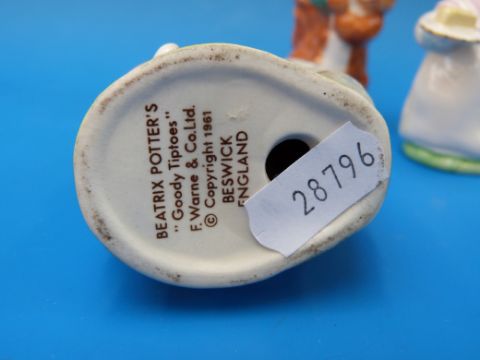 BEATRIX POTTER'S
"Goody Tiptoes"
F. Warne & Co. Ltd.
© Copyright 1961
BESWICK
ENGLAND
28796